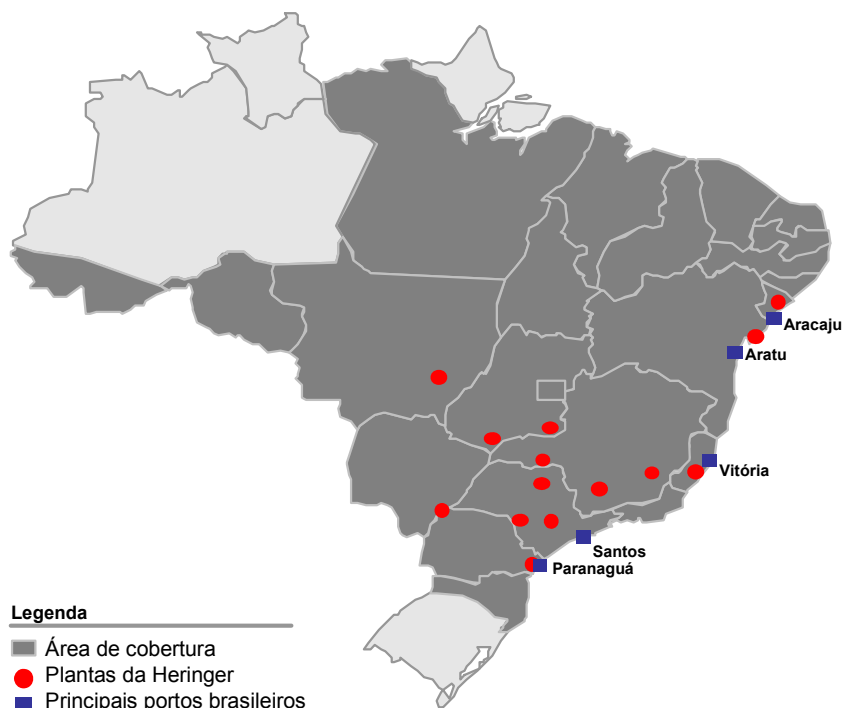 Aracaju
Aratu
Vitória
Santos
Paranaguá
Legenda
Área de cobertura
Plantas da Heringer
Principais portos brasileiros